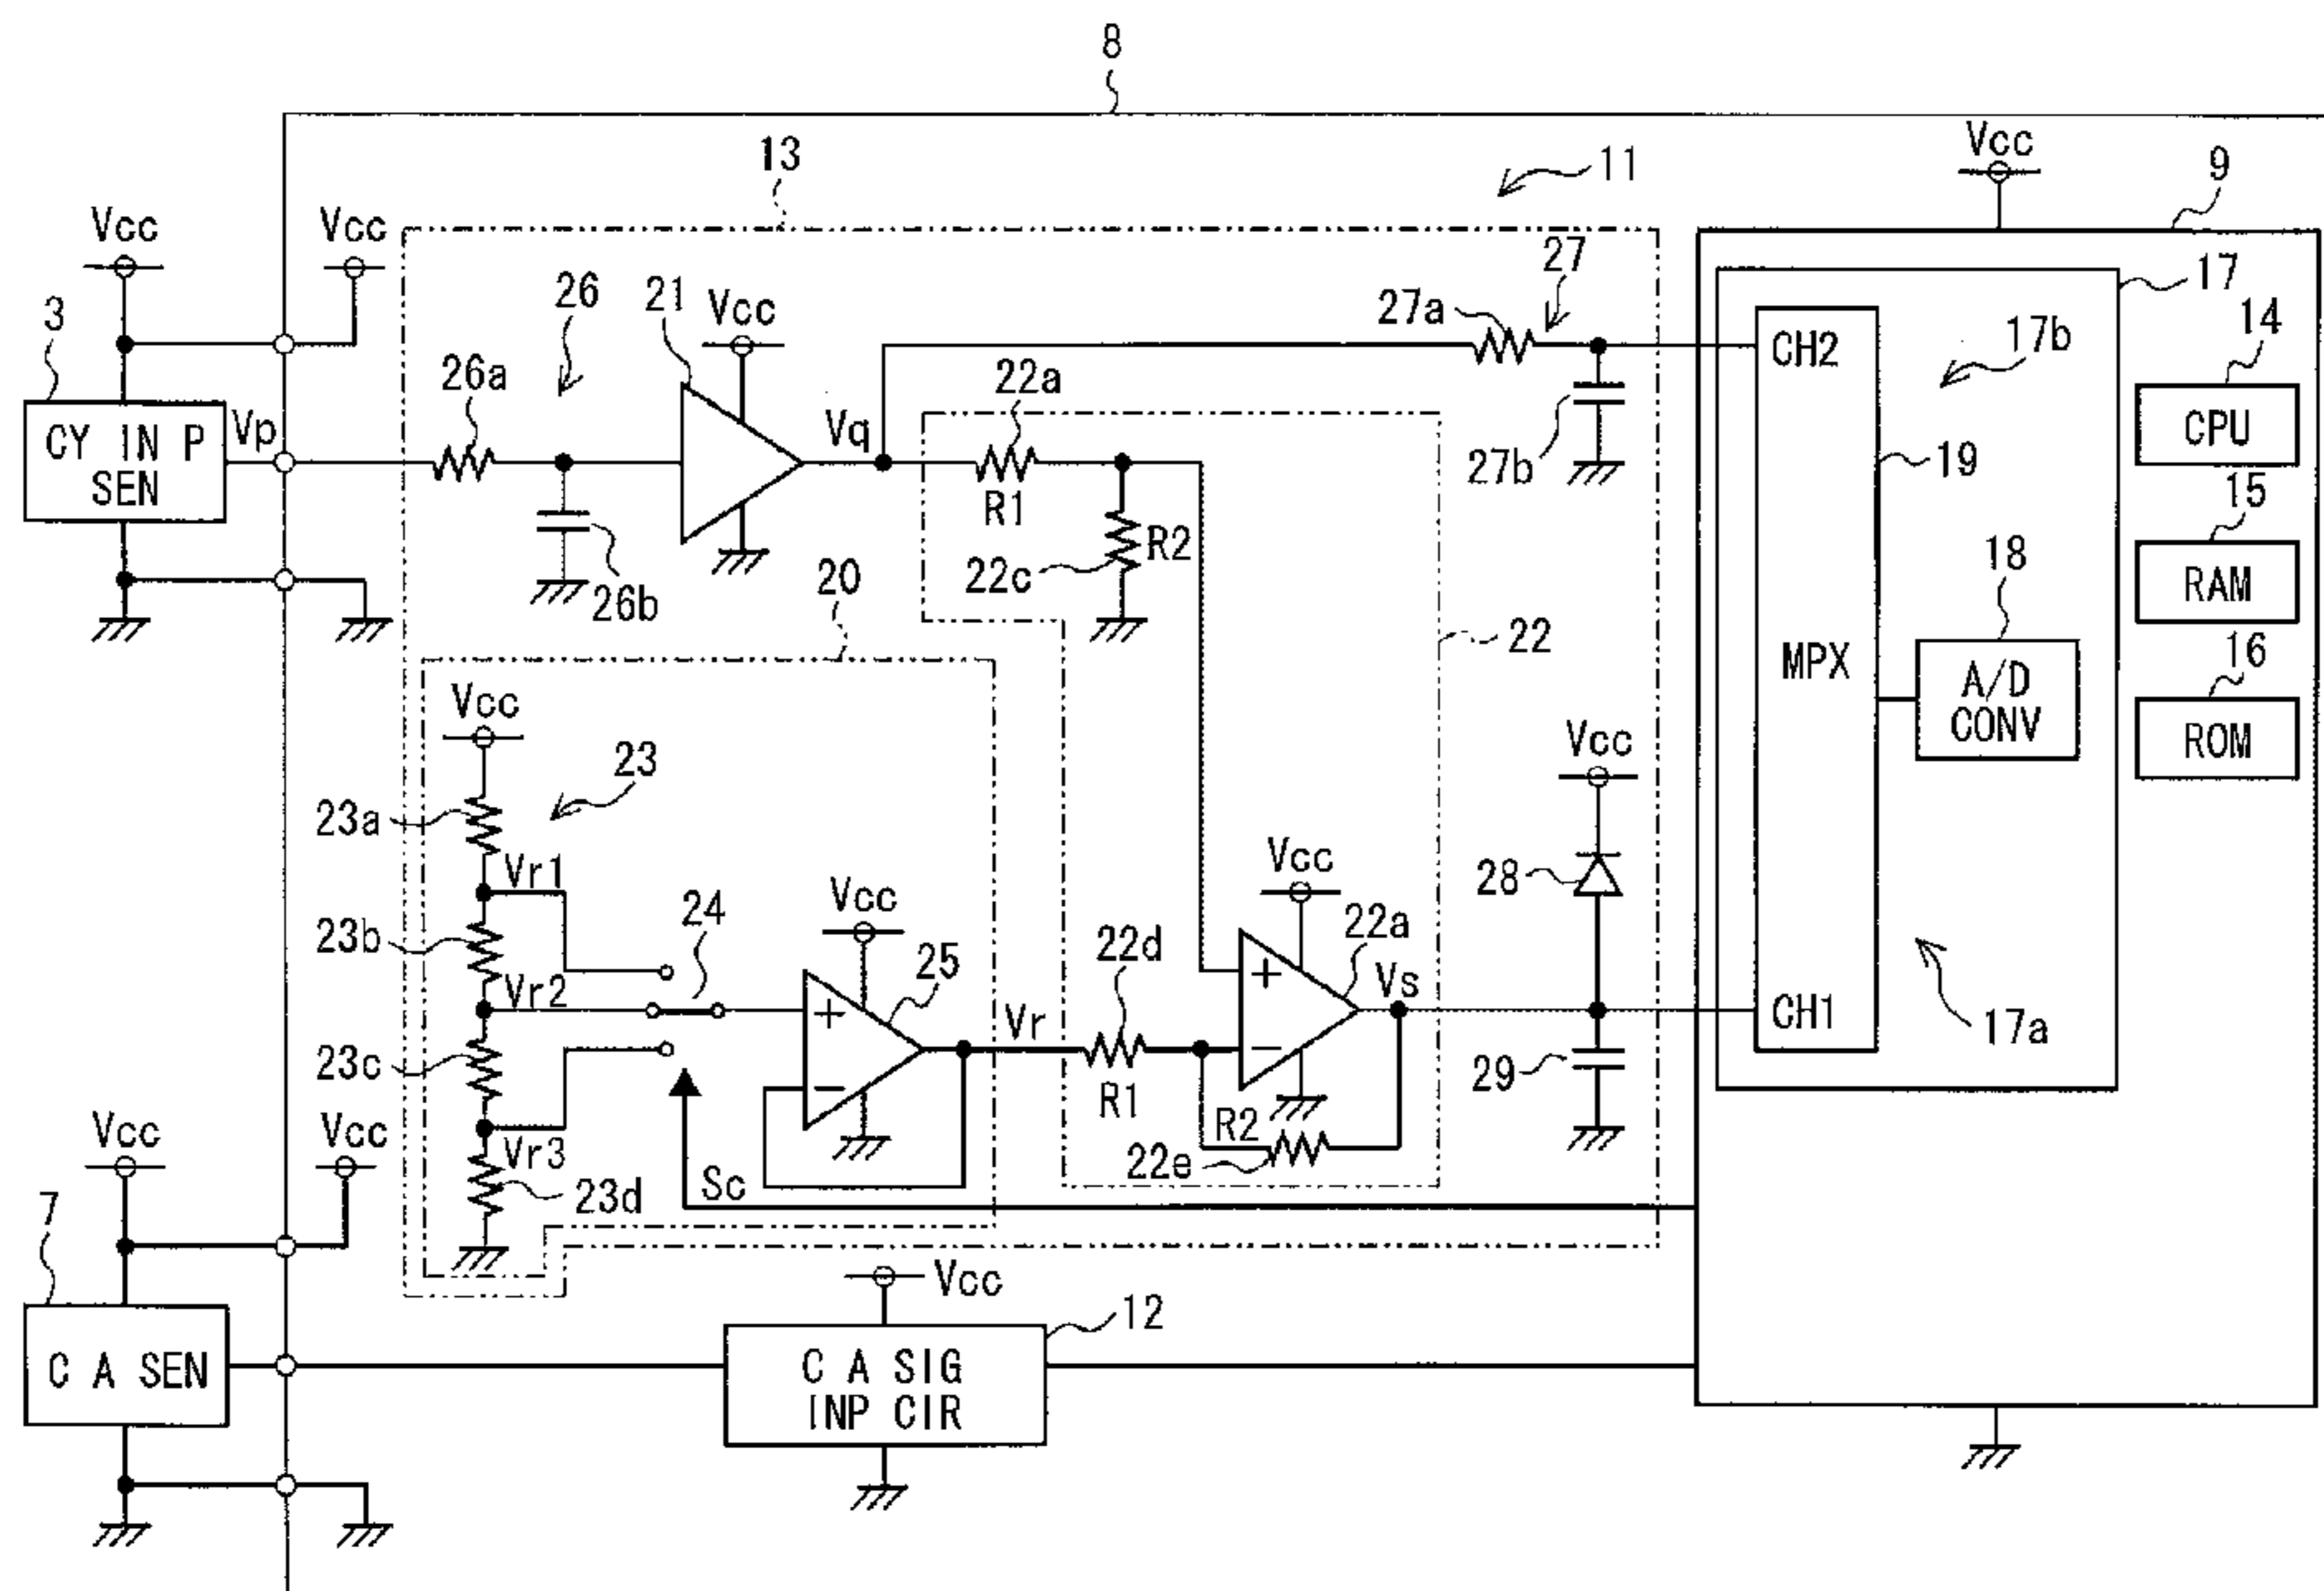 8
13
11
Vcc
9
Vcc
Vcc
27
17
3
26
21
Vcc
27a
17b
14
CH2
26a
22a
CY IN P
SEN
Vp
Vq
27b
19
CPU
R1
15
R2
22c
18
RAM
20
26b
22
16
MPX
A/D
CONV
Vcc
Vcc
ROM
23
23a
Vcc
28
Vr1
Vcc
24
22a
23b
25
22d
Vs
Vr2
+
+
Vr
CH1
17a
23c
−
−
29
R1
R2
Vcc
Vcc
Vr3
22e
7
23d
Sc
Vcc
12
C A SEN
C A SIG
INP CIR